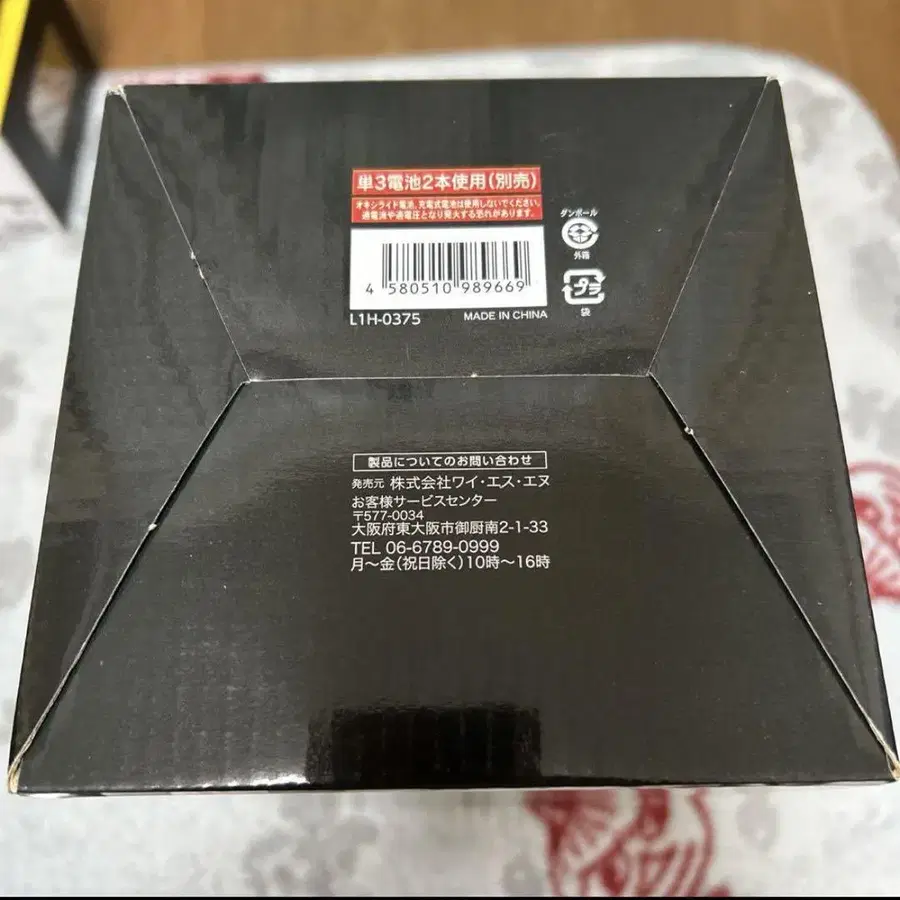 単3電池2本使用(別売)
オキシライド電池、充電式電池は使用しないでください。
過電流や過電圧となり発火する恐れがあります。
ダンボール
外箱
プラ
袋
4 580510 989669
L1H-0375
MADE IN CHINA
製品についてのお問い合わせ
発売元 株式会社ワイ・エス・エヌ
お客様サービスセンター
〒577-0034
大阪府東大阪市御厨南2-1-33
TEL 06-6789-0999
月〜金(祝日除く)10時〜16時